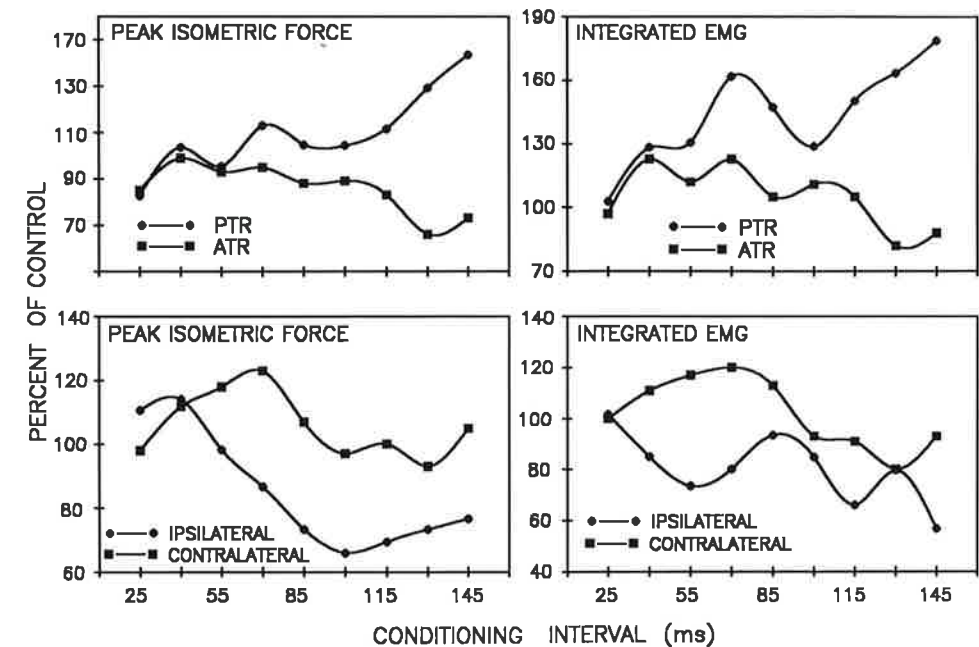 PERCENT OF CONTROL
PEAK ISOMETRIC FORCE
170
130
110
90
70
PTR
ATR
INTEGRATED EMG
190
160
130
100
70
PTR
ATR
PEAK ISOMETRIC FORCE
140
120
100
80
60
IPSILATERAL
CONTRALATERAL
25 55 85 115 145
INTEGRATED EMG
140
120
100
80
60
40
IPSILATERAL
CONTRALATERAL
25 55 85 115 145
CONDITIONING INTERVAL (ms)